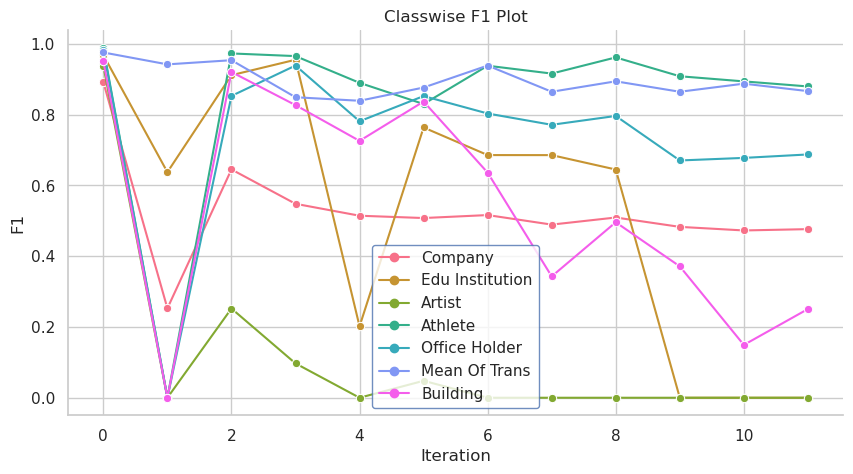 Classwise F1 Plot
1.0
0.8
0.6
0.4
0.2
0.0
F1
Company
Edu Institution
Artist
Athlete
Office Holder
Mean Of Trans
Building
0 2 4 6 8 10
Iteration